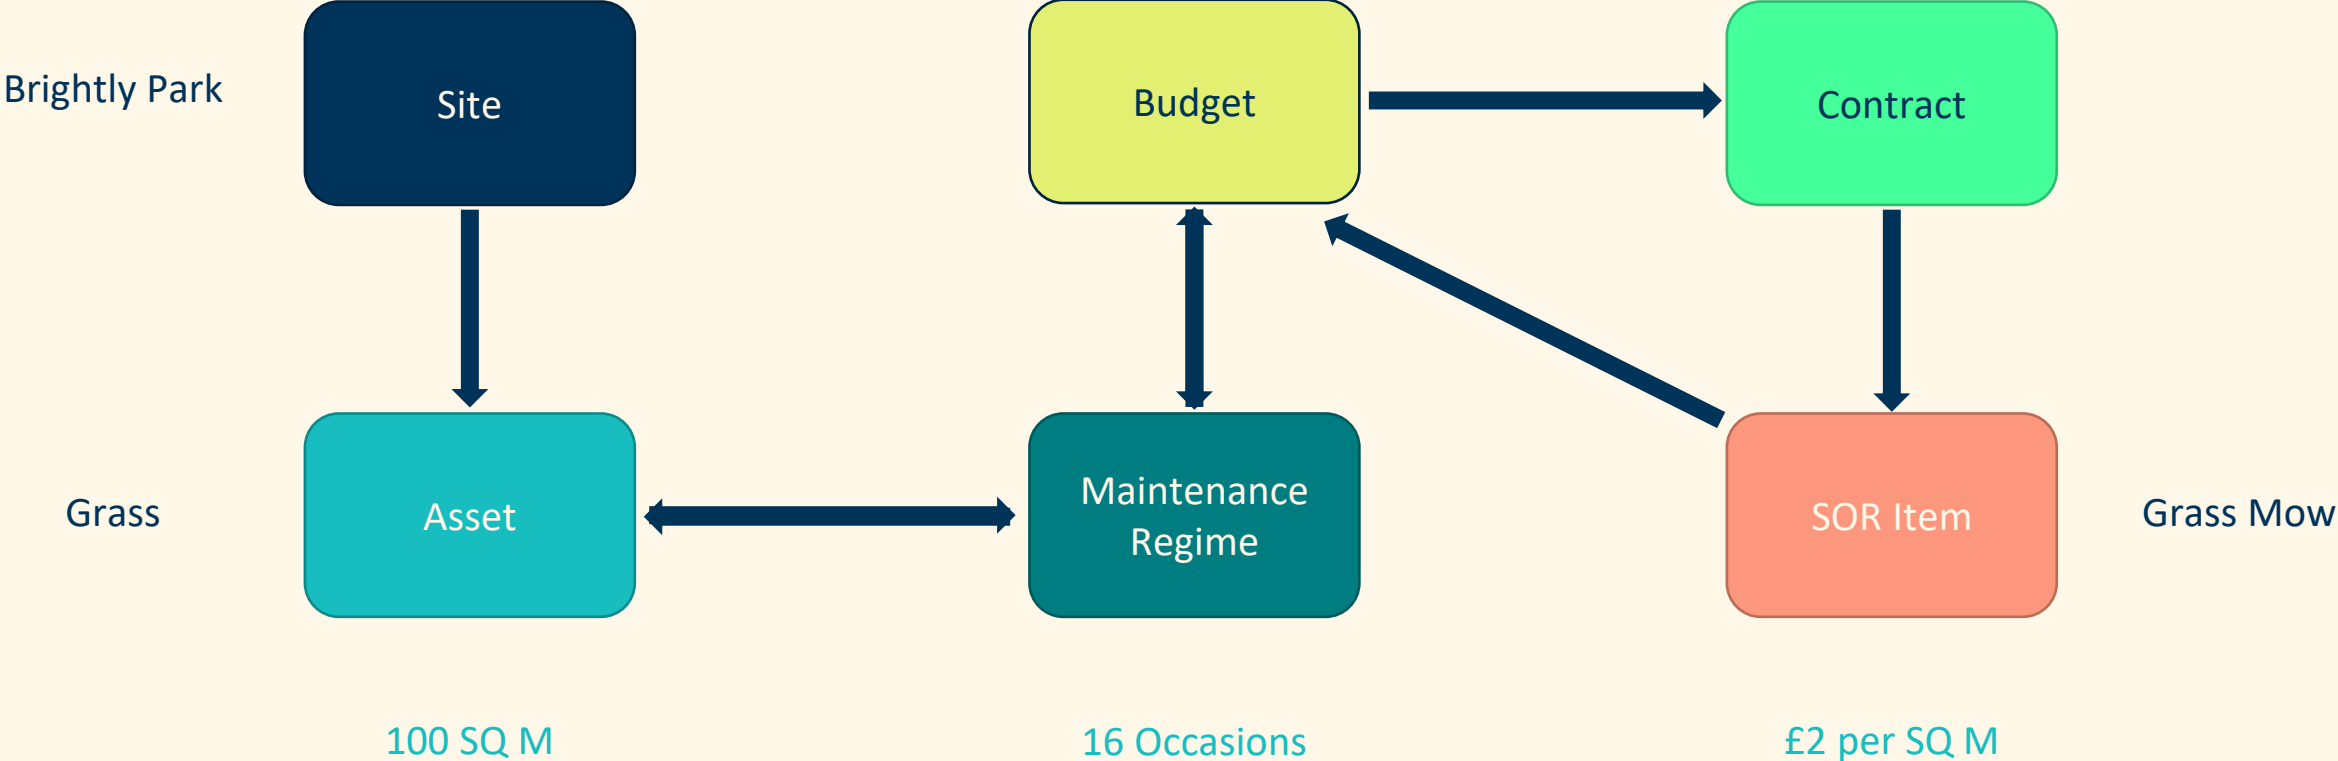 Brightly Park
Site
Budget
Contract
Grass
Asset
Maintenance
Regime
SOR Item
Grass Mow
100 SQ M
16 Occasions
£2 per SQ M